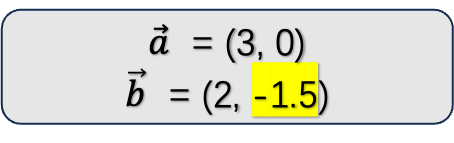 a⃗ = (3, 0)
b⃗ = (2, -1.5)